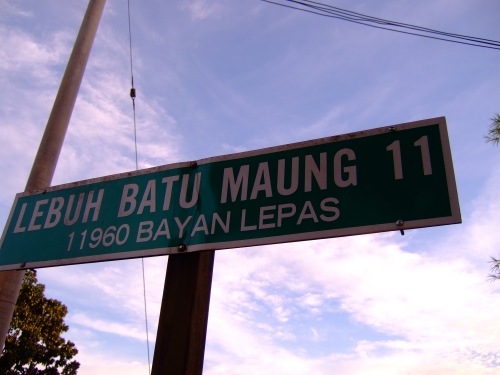 LEBUH BATU MAUNG 11
11960 BAYAN LEPAS